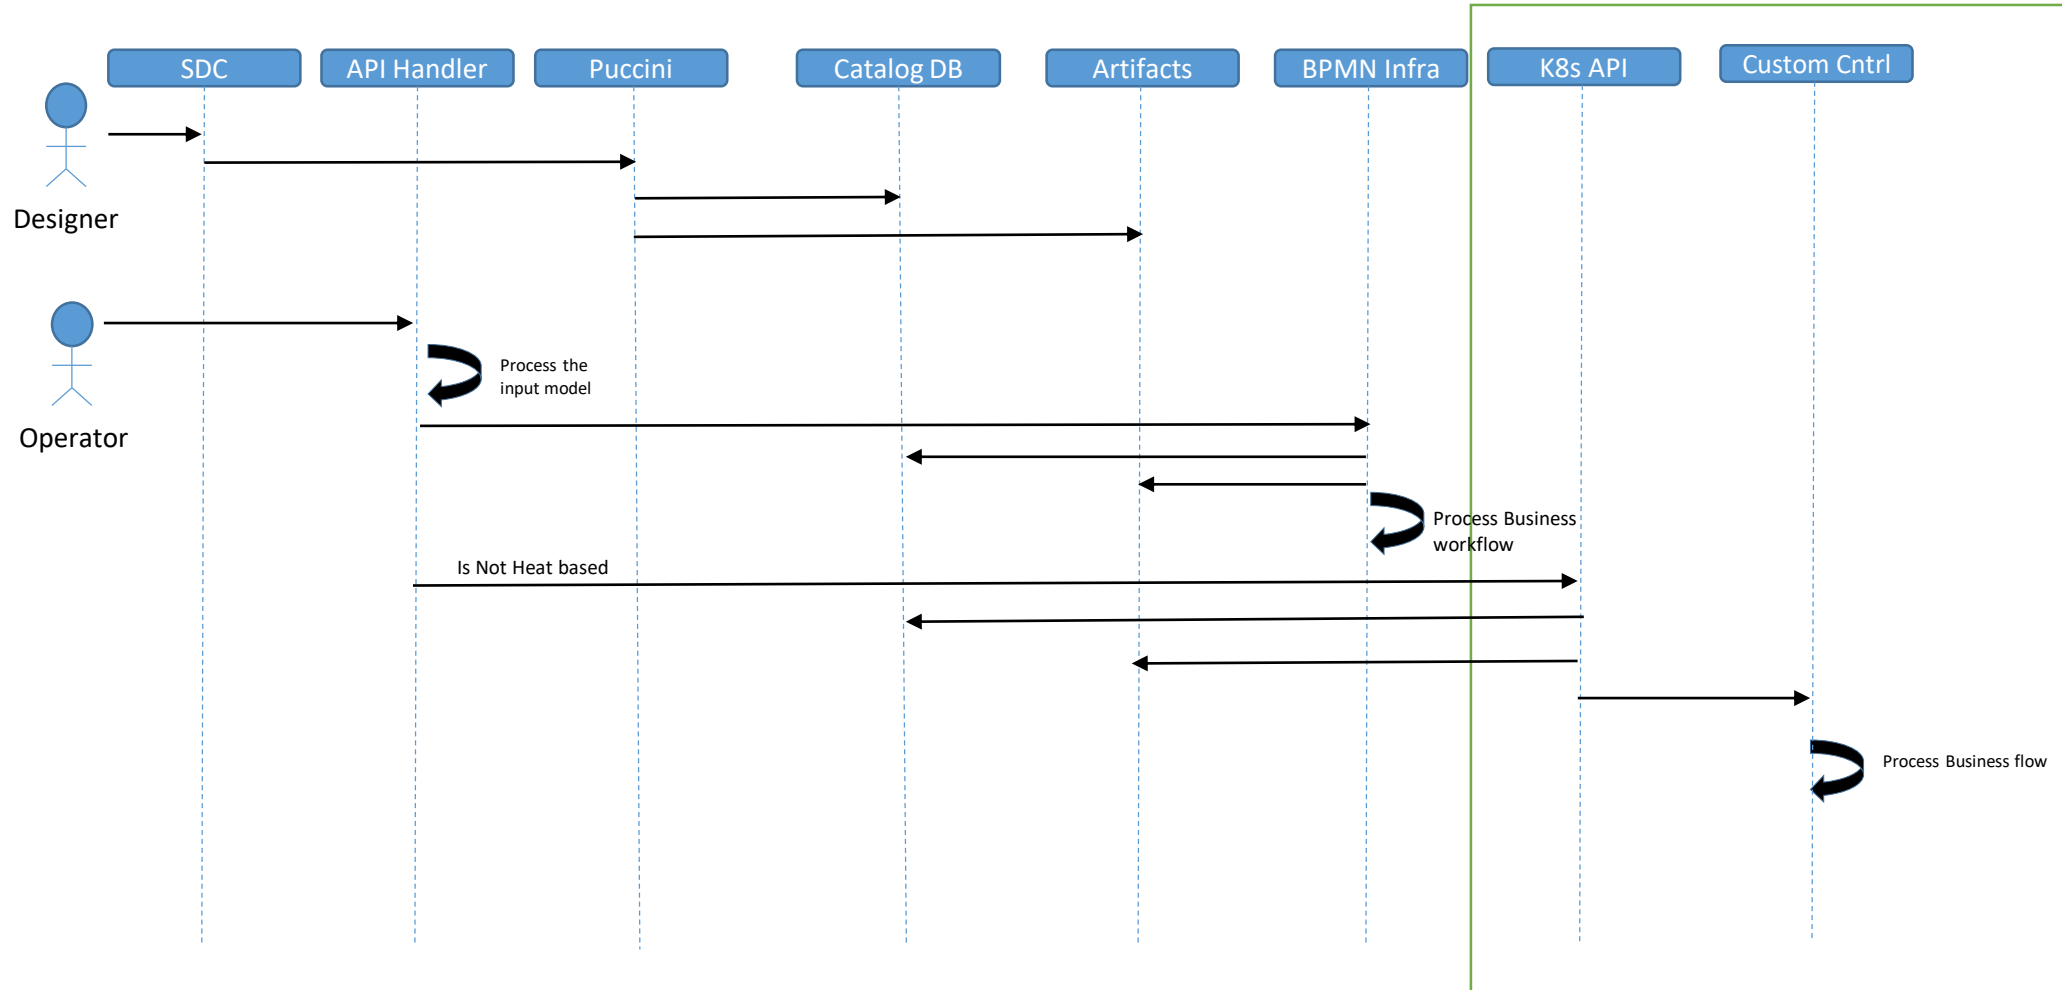 SDC
API Handler
Puccini
Catalog DB
Artifacts
BPMN Infra
K8s API
Custom Cntrl
Designer
Operator
Process the
input model
Process Business
workflow
Is Not Heat based
Process Business flow